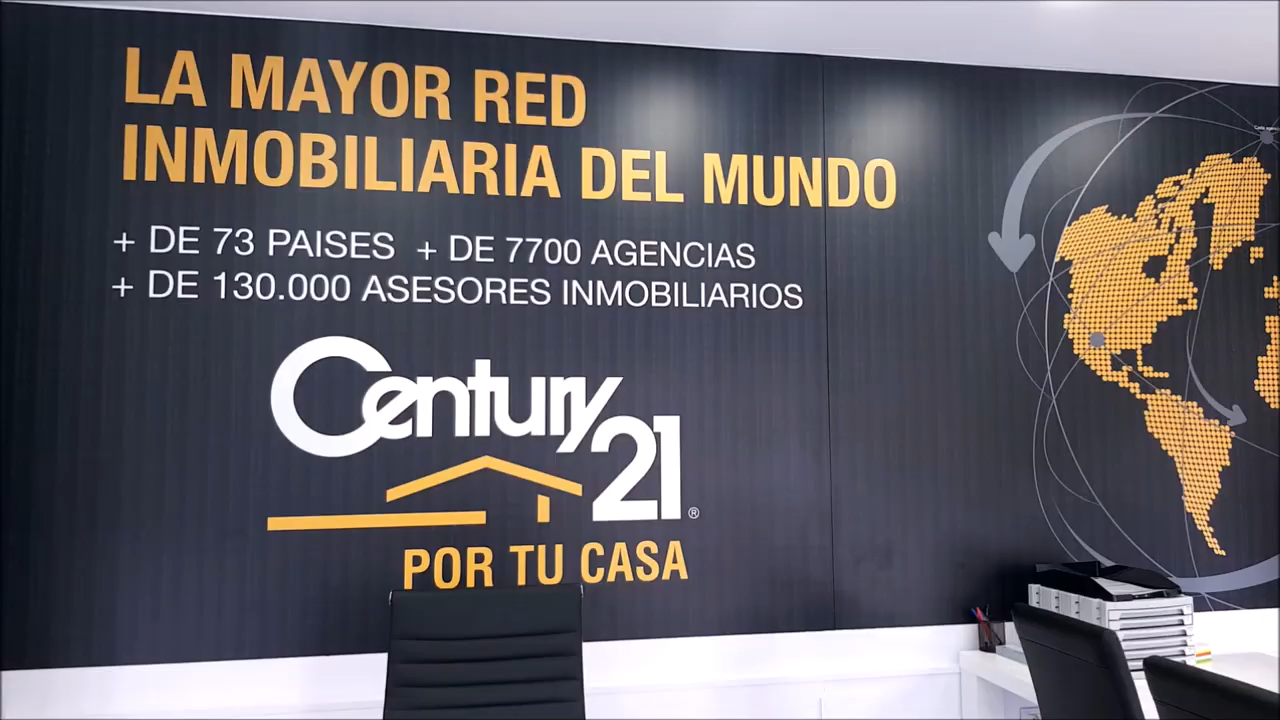 LA MAYOR RED
INMOBILIARIA DEL MUNDO
+ DE 73 PAISES + DE 7700 AGENCIAS
+ DE 130.000 ASESORES INMOBILIARIOS
Century
21®
POR TU CASA